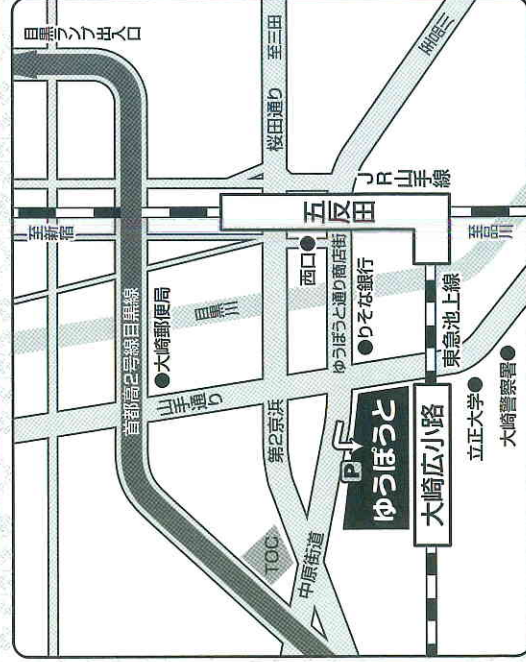 目黒ランプ出入口
至三田
至品川
桜田通り
至新宿
JR
山手線
五反田
至品川
首都高2号線目黒線
目黒川
西口
ゆうぽうと通り商店街
りそな銀行
東急池上線
大崎郵便局
山手通り
第2京浜
P
ゆうぽうと
大崎広小路
立正大学
大崎警察署
TOC
中原街道